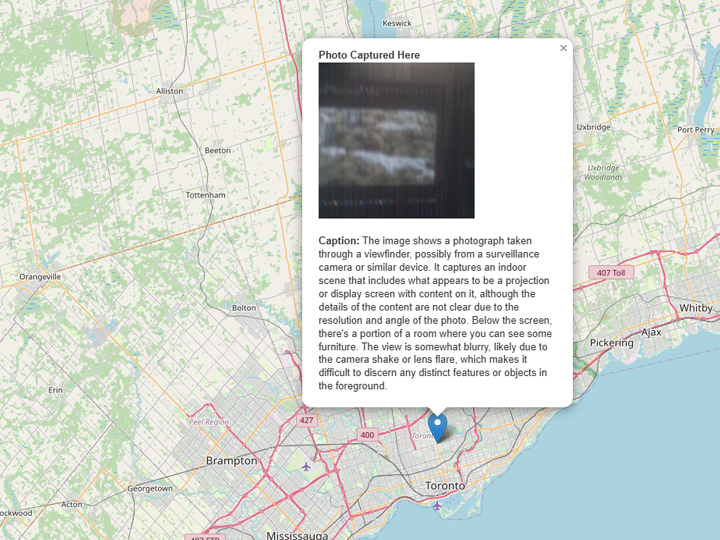 Keswick
Photo Captured Here
×
Alliston
Beeton
Uxbridge
Port Perry
Uxbridge
Woodlands
Tottenham
Caption: The image shows a photograph taken
through a viewfinder, possibly from a surveillance
camera or similar device. It captures an indoor
scene that includes what appears to be a projection
or display screen with content on it, although the
details of the content are not clear due to the
resolution and angle of the photo. Below the screen,
there's a portion of a room where you can see some
furniture. The view is somewhat blurry, likely due to
the camera shake or lens flare, which makes it
difficult to discern any distinct features or objects in
the foreground.
407 Toll
Orangeville
Bolton
Whitby
Ajax
Pickering
Erin
Peel Region
427
400
Brampton
Georgetown
Toronto
Acton
ockwood
Mississauga